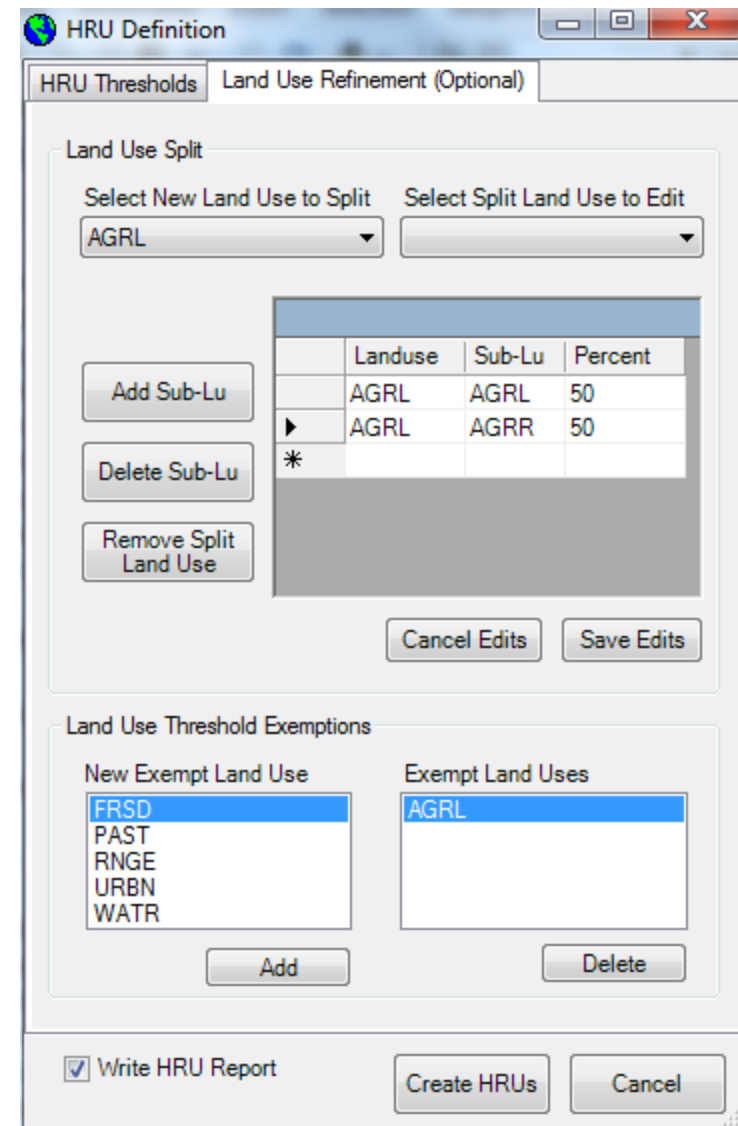 HRU Definition
HRU Thresholds Land Use Refinement (Optional)
Land Use Split
Select New Land Use to Split Select Split Land Use to Edit
AGRL
Landuse Sub-Lu Percent
Add Sub-Lu AGRL AGRL 50
AGRL AGRR 50
Delete Sub-Lu
Remove Split
Land Use
Cancel Edits Save Edits
Land Use Threshold Exemptions
New Exempt Land Use Exempt Land Uses
FRSD AGRL
PAST
RNGE
URBN
WATR
Add Delete
Write HRU Report Create HRUs Cancel